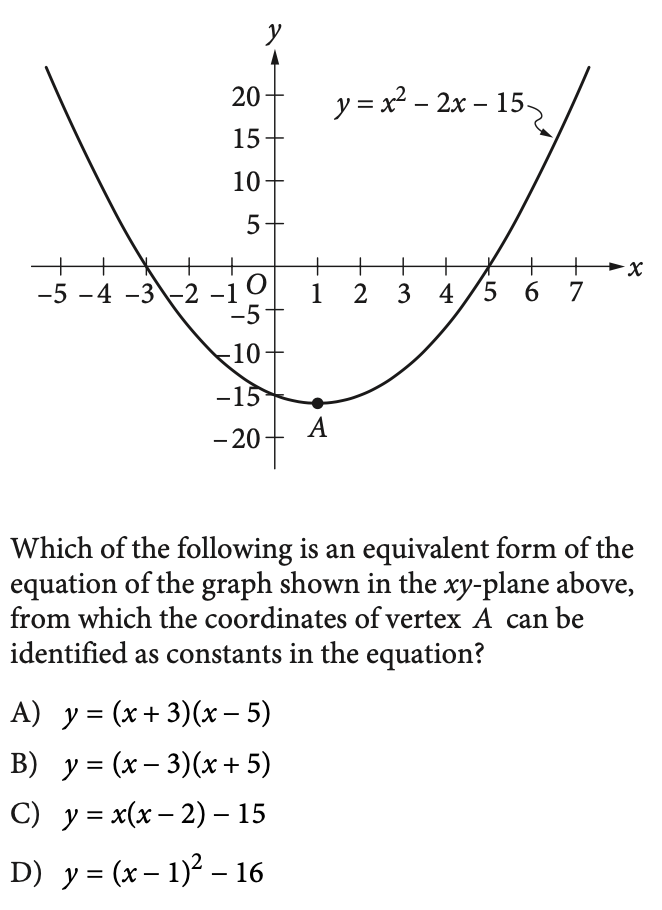 y
20
15
10
5
y = x² – 2x – 15
–5 –4 –3 –2 –1 O 1 2 3 4 5 6 7 x
–5
–10
–15
–20
A
Which of the following is an equivalent form of the
equation of the graph shown in the xy-plane above,
from which the coordinates of vertex A can be
identified as constants in the equation?
A) y = (x + 3)(x – 5)
B) y = (x – 3)(x + 5)
C) y = x(x – 2) – 15
D) y = (x – 1)² – 16